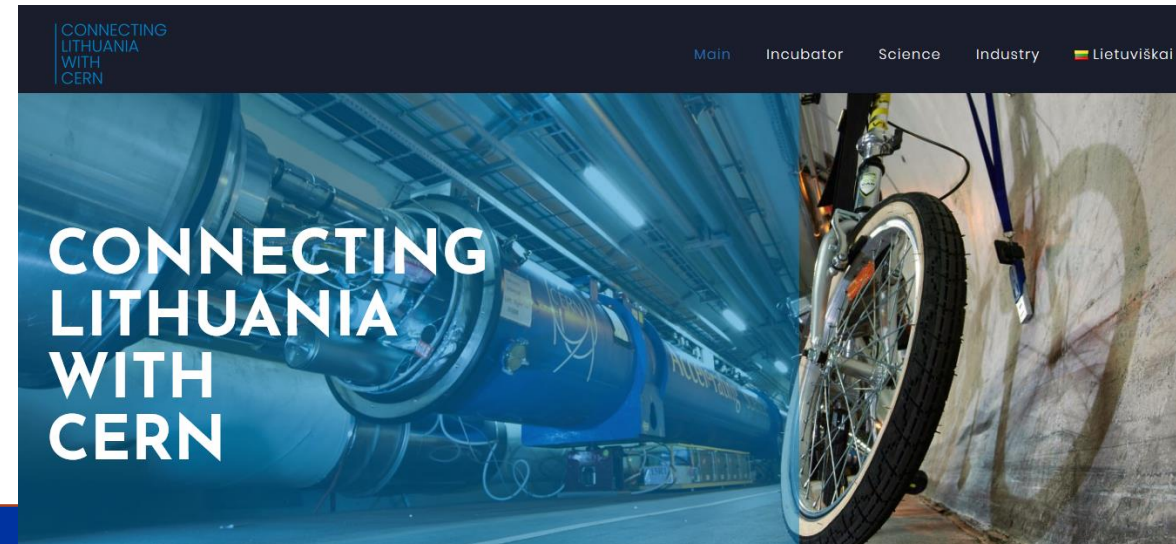 CONNECTING
LITHUANIA
WITH
CERN
Main Incubator Science Industry Lietuviškai
CONNECTING
LITHUANIA
WITH
CERN